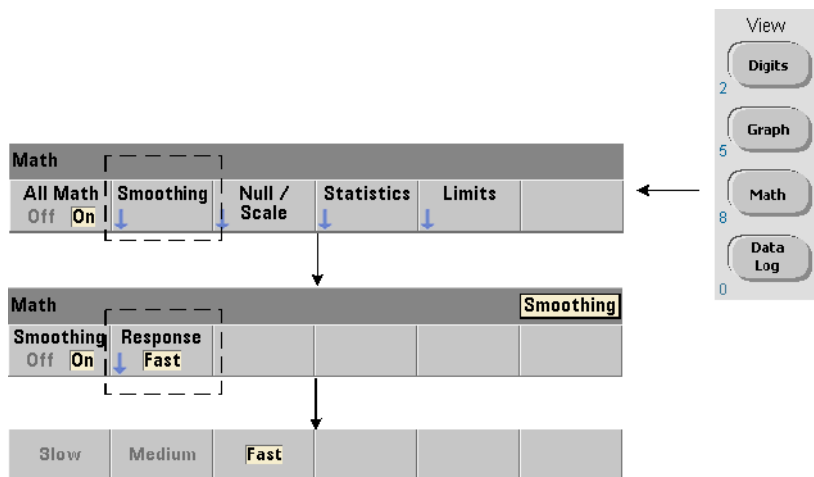 View
Digits
2
Graph
5
Math
8
Data
Log
0
Math
All Math Smoothing Null / Statistics Limits
Off On Scale
Math Smoothing
Smoothing Response
Off On Fast
Slow Medium Fast